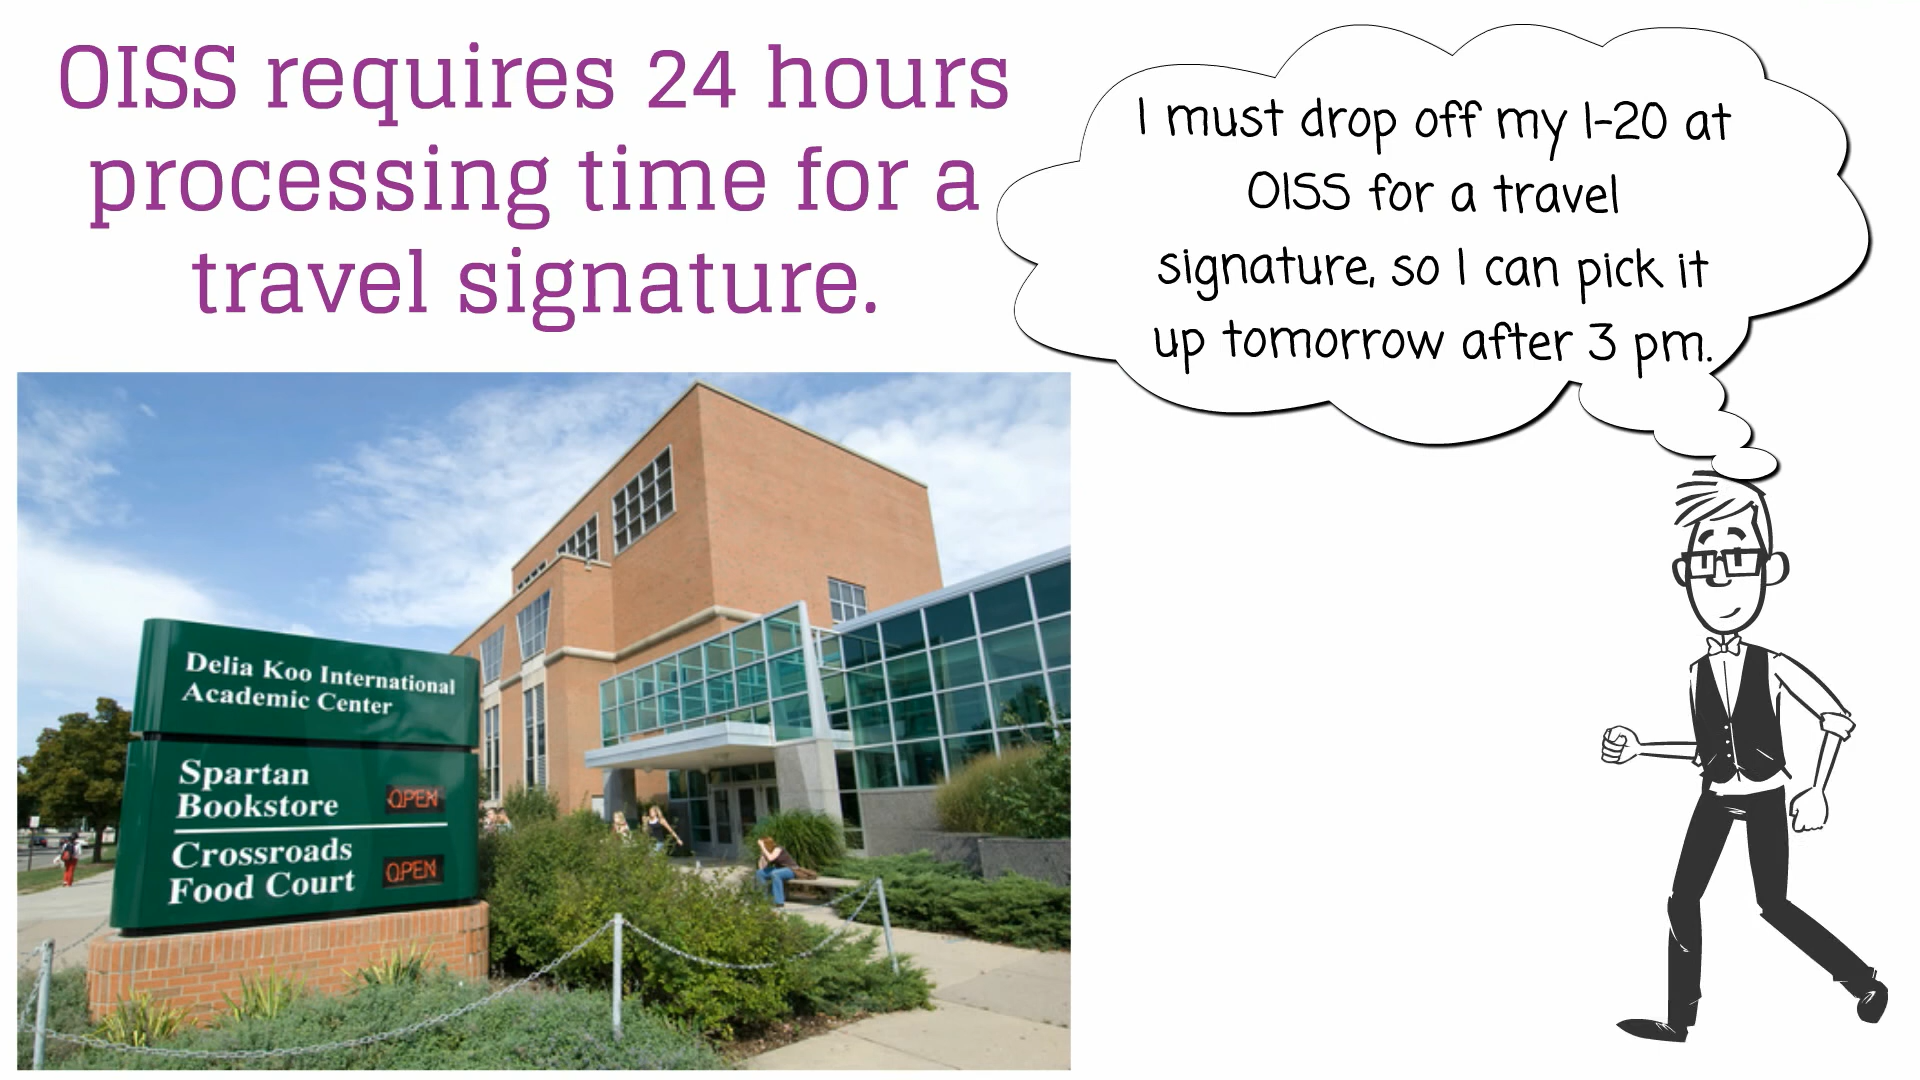 OISS requires 24 hours
processing time for a
travel signature.
I must drop off my I-20 at
OISS for a travel
signature, so I can pick it
up tomorrow after 3 pm.
Delia Koo International
Academic Center
Spartan
Bookstore OPEN
Crossroads
Food Court OPEN